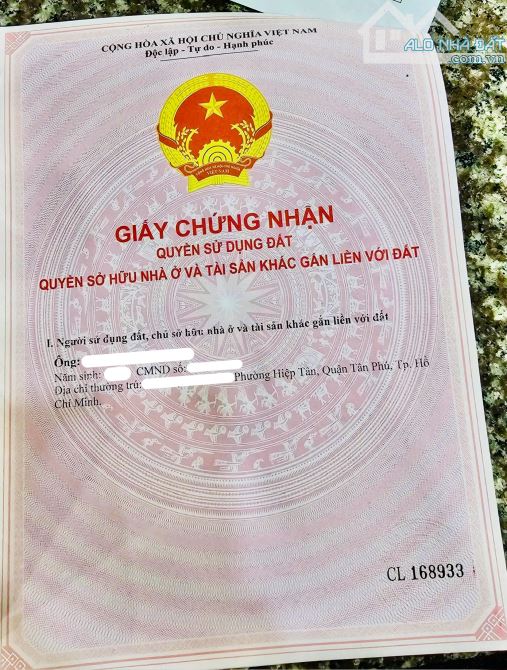 ALO NHÀ ĐẤT
.com.vn
CỘNG HÒA XÃ HỘI CHỦ NGHĨA VIỆT NAM
Độc lập - Tự do - Hạnh phúc
VIỆT NAM
GIẤY CHỨNG NHẬN
QUYỀN SỬ DỤNG ĐẤT
QUYỀN SỞ HỮU NHÀ Ở VÀ TÀI SẢN KHÁC GẮN LIỀN VỚI ĐẤT
I. Người sử dụng đất, chủ sở hữu nhà ở và tài sản khác gắn liền với đất
Ông:
Năm sinh: CMND số:
Địa chỉ thường trú: Phường Hiệp Tân, Quận Tân Phú, Tp. Hồ
Chí Minh.
CL 168933